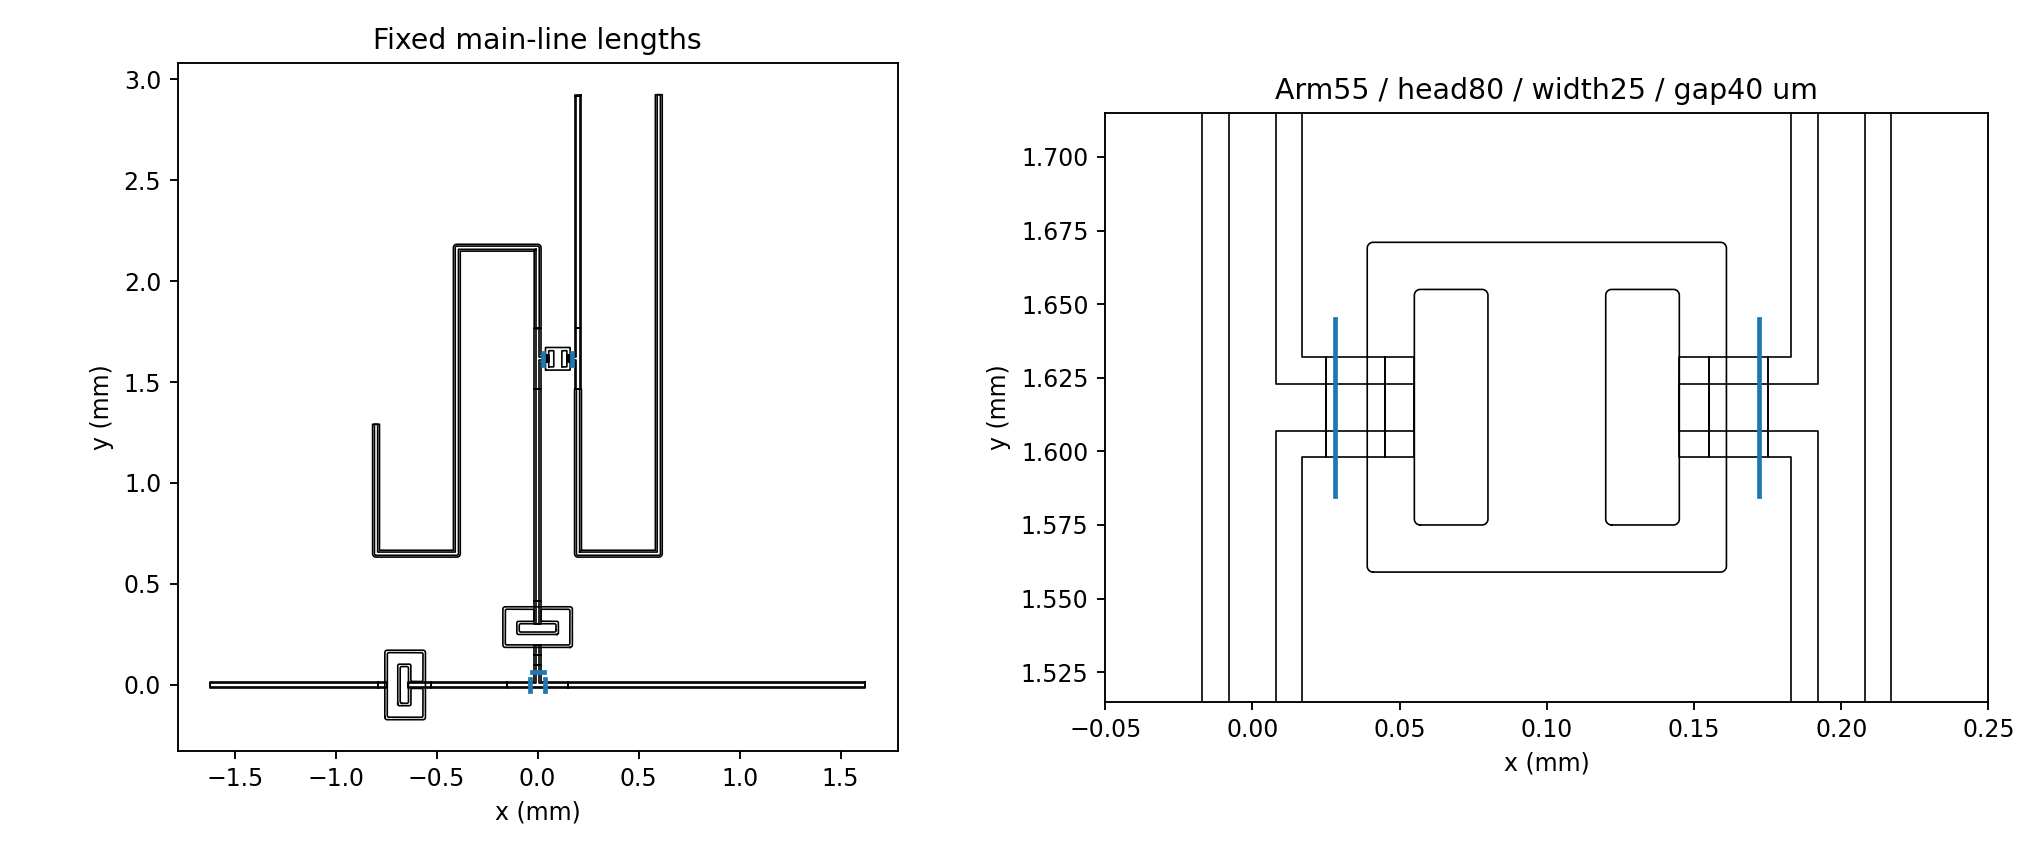 Fixed main-line lengths
3.0
2.5
2.0
1.5
1.0
0.5
0.0
y (mm)
−1.5 −1.0 −0.5 0.0 0.5 1.0 1.5
x (mm)
Arm55 / head80 / width25 / gap40 um
1.700
1.675
1.650
1.625
1.600
1.575
1.550
1.525
y (mm)
−0.05 0.00 0.05 0.10 0.15 0.20 0.25
x (mm)